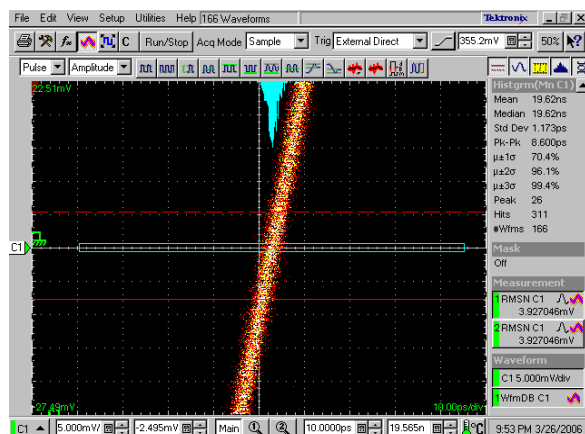 File Edit View Setup Utilities Help 166 Waveforms Tektronix
Run/Stop Acq Mode Sample Trig External Direct 355.2mV 50%
Pulse Amplitude
22.51mV
Histgrm(Mn C1)
Mean 19.62ns
Median 19.62ns
Std Dev 1.173ps
Pk-Pk 8.600ps
µ±1σ 70.4%
µ±2σ 96.1%
µ±3σ 99.4%
Peak 26
Hits 311
#Wfms 166
C1
Mask
Off
Measurement
1 RMSN C1
3.927046mV
2 RMSN C1
3.927046mV
Waveform
C1 5.000mV/div
1 WfmDB C1
-27.49mV 10.00ps/div
C1 5.000mV/ -2.495mV Main 10.0000ps 19.565n °C 9:53 PM 3/26/2008